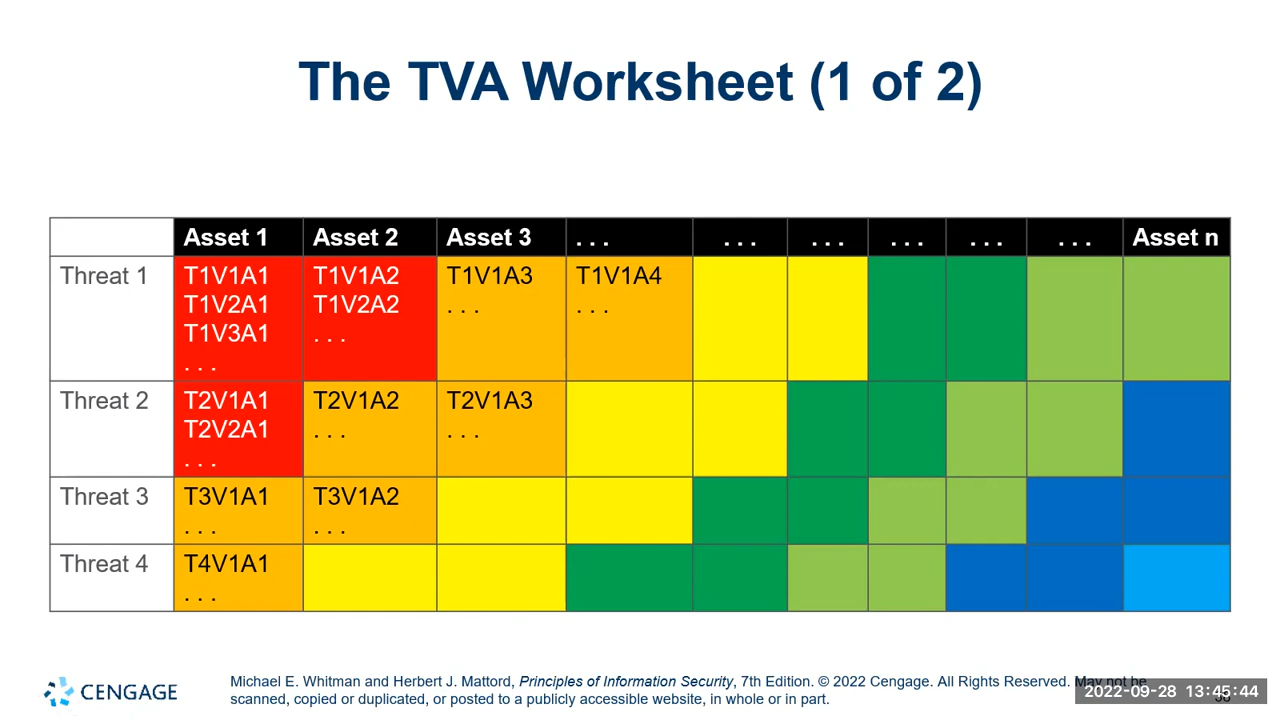 The TVA Worksheet (1 of 2)
Asset 1 Asset 2 Asset 3 . . . . . . . . . . . . . . . . . . Asset n
Threat 1 T1V1A1 T1V1A2 T1V1A3 T1V1A4
T1V2A1 T1V2A2 . . . . . .
T1V3A1 . . .
. . .
Threat 2 T2V1A1 T2V1A2 T2V1A3
T2V2A1 . . . . . .
. . .
Threat 3 T3V1A1 T3V1A2
. . . . . .
Threat 4 T4V1A1
. . .
CENGAGE
Michael E. Whitman and Herbert J. Mattord, Principles of Information Security, 7th Edition. © 2022 Cengage. All Rights Reserved. May not be
scanned, copied or duplicated, or posted to a publicly accessible website, in whole or in part.
2022-09-28 13:45:44